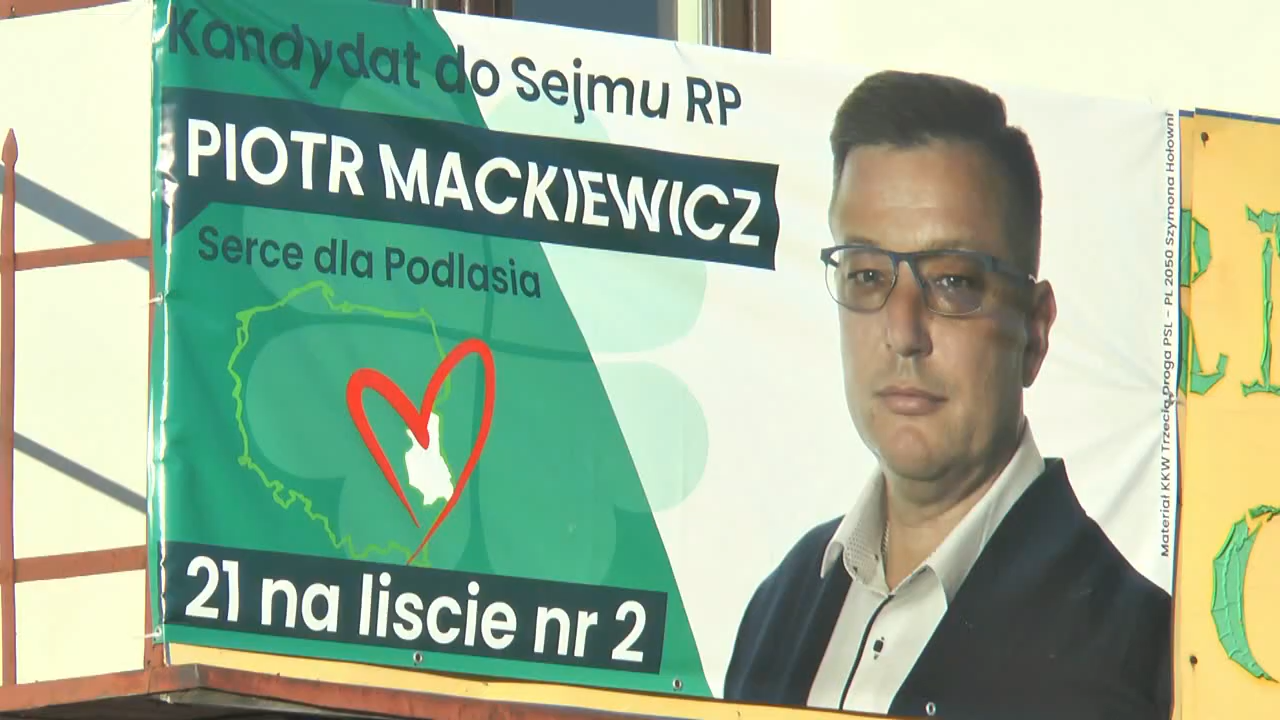 Kandydat do Sejmu RP
PIOTR MACKIEWICZ
Serce dla Podlasia
21 na liscie nr 2
Materiał KKW Trzecia Droga PSL - PL 2050 Szymona Hołowni